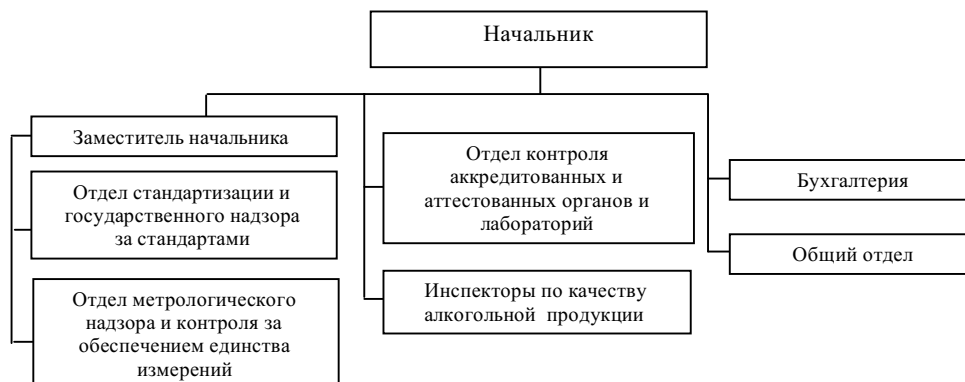 Начальник
Заместитель начальника
Отдел стандартизации и
государственного надзора
за стандартами
Отдел метрологического
надзора и контроля за
обеспечением единства
измерений
Отдел контроля
аккредитованных и
аттестованных органов и
лабораторий
Инспекторы по качеству
алкогольной продукции
Бухгалтерия
Общий отдел